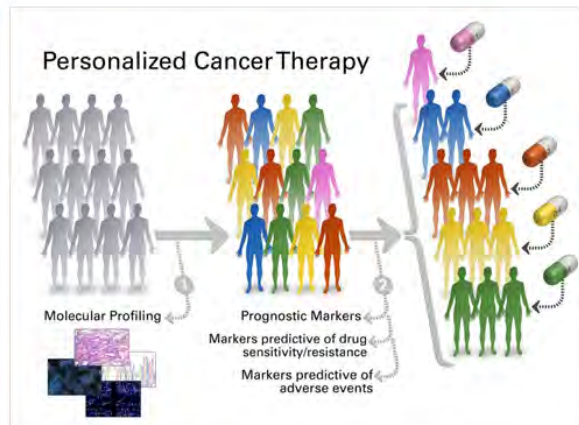 Personalized Cancer Therapy
1
2
Molecular Profiling
Prognostic Markers
Markers predictive of drug
sensitivity/resistance
Markers predictive of
adverse events